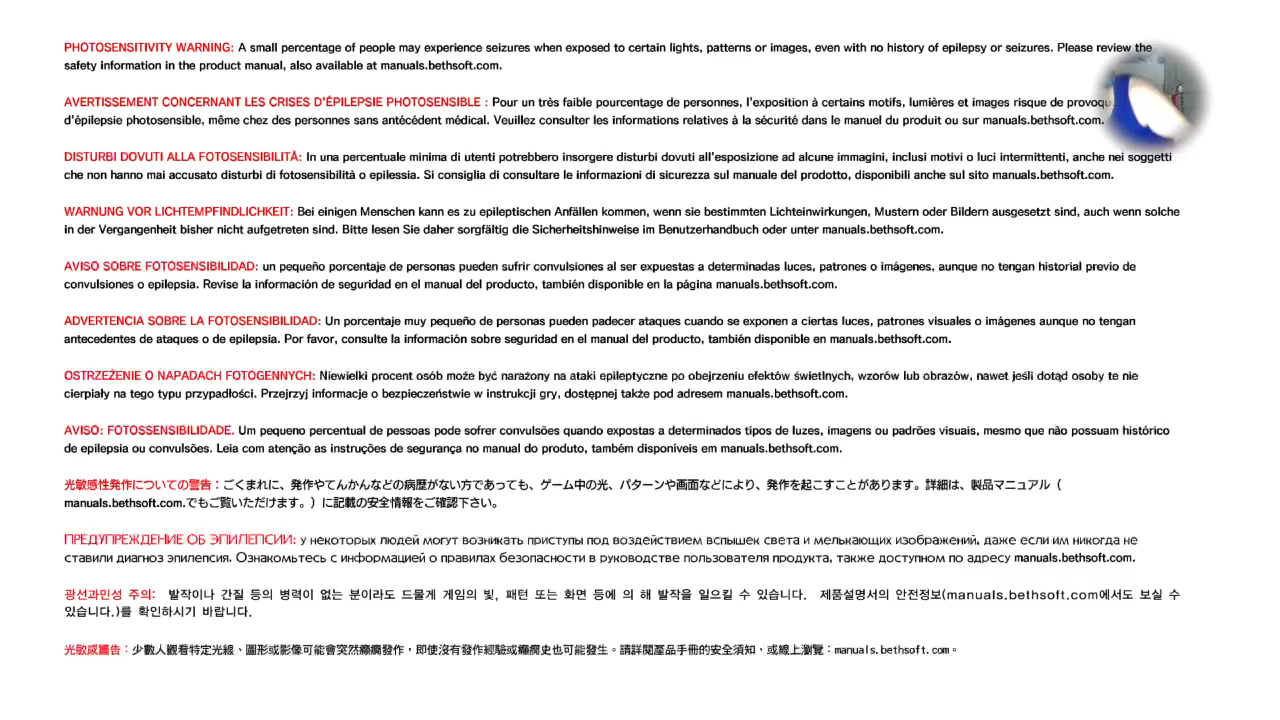 PHOTOSENSITIVITY WARNING: A small percentage of people may experience seizures when exposed to certain lights, patterns or images, even with no history of epilepsy or seizures. Please review the
safety information in the product manual, also available at manuals.bethsoft.com.
AVERTISSEMENT CONCERNANT LES CRISES D'ÉPILEPSIE PHOTOSENSIBLE : Pour un très faible pourcentage de personnes, l'exposition à certains motifs, lumières et images risque de provoqu
d'épilepsie photosensible, même chez des personnes sans antécédent médical. Veuillez consulter les informations relatives à la sécurité dans le manuel du produit ou sur manuals.bethsoft.com.
DISTURBI DOVUTI ALLA FOTOSENSIBILITÀ: In una percentuale minima di utenti potrebbero insorgere disturbi dovuti all'esposizione ad alcune immagini, inclusi motivi o luci intermittenti, anche nei soggetti
che non hanno mai accusato disturbi di fotosensibilità o epilessia. Si consiglia di consultare le informazioni di sicurezza sul manuale del prodotto, disponibili anche sul sito manuals.bethsoft.com.
WARNUNG VOR LICHTEMPFINDLICHKEIT: Bei einigen Menschen kann es zu epileptischen Anfällen kommen, wenn sie bestimmten Lichteinwirkungen, Mustern oder Bildern ausgesetzt sind, auch wenn solche
in der Vergangenheit bisher nicht aufgetreten sind. Bitte lesen Sie daher sorgfältig die Sicherheitshinweise im Benutzerhandbuch oder unter manuals.bethsoft.com.
AVISO SOBRE FOTOSENSIBILIDAD: un pequeño porcentaje de personas pueden sufrir convulsiones al ser expuestas a determinadas luces, patrones o imágenes, aunque no tengan historial previo de
convulsiones o epilepsia. Revise la información de seguridad en el manual del producto, también disponible en la página manuals.bethsoft.com.
ADVERTENCIA SOBRE LA FOTOSENSIBILIDAD: Un porcentaje muy pequeño de personas pueden padecer ataques cuando se exponen a ciertas luces, patrones visuales o imágenes aunque no tengan
antecedentes de ataques o de epilepsia. Por favor, consulte la información sobre seguridad en el manual del producto, también disponible en manuals.bethsoft.com.
OSTRZEŻENIE O NAPADACH FOTOGENNYCH: Niewielki procent osób może być narażony na ataki epileptyczne po obejrzeniu efektów świetlnych, wzorów lub obrazów, nawet jeśli dotąd osoby te nie
cierpiały na tego typu przypadłości. Przejrzyj informacje o bezpieczeństwie w instrukcji gry, dostępnej także pod adresem manuals.bethsoft.com.
AVISO: FOTOSSENSIBILIDADE. Um pequeno percentual de pessoas pode sofrer convulsões quando expostas a determinados tipos de luzes, imagens ou padrões visuais, mesmo que não possuam histórico
de epilepsia ou convulsões. Leia com atenção as instruções de segurança no manual do produto, também disponíveis em manuals.bethsoft.com.
光敏感性発作についての警告：ごくまれに、発作やてんかんなどの病歴がない方であっても、ゲーム中の光、パターンや画面などにより、発作を起こすことがあります。詳細は、製品マニュアル（
manuals.bethsoft.com.でもご覧いただけます。）に記載の安全情報をご確認下さい。
ПРЕДУПРЕЖДЕНИЕ ОБ ЭПИЛЕПСИИ: у некоторых людей могут возникать приступы под воздействием вспышек света и мелькающих изображений, даже если им никогда не
ставили диагноз эпилепсия. Ознакомьтесь с информацией о правилах безопасности в руководстве пользователя продукта, также доступном по адресу manuals.bethsoft.com.
광선과민성 주의: 발작이나 간질 등의 병력이 없는 분이라도 드물게 게임의 빛, 패턴 또는 화면 등에 의 해 발작을 일으킬 수 있습니다. 제품설명서의 안전정보(manuals.bethsoft.com에서도 보실 수
있습니다.)를 확인하시기 바랍니다.
光敏感警告：少數人觀看特定光線、圖形或影像可能會突然癲癇發作，即使沒有發作經驗或癲癇史也可能發生。請詳閱產品手冊的安全須知，或線上瀏覽：manuals.bethsoft.com。